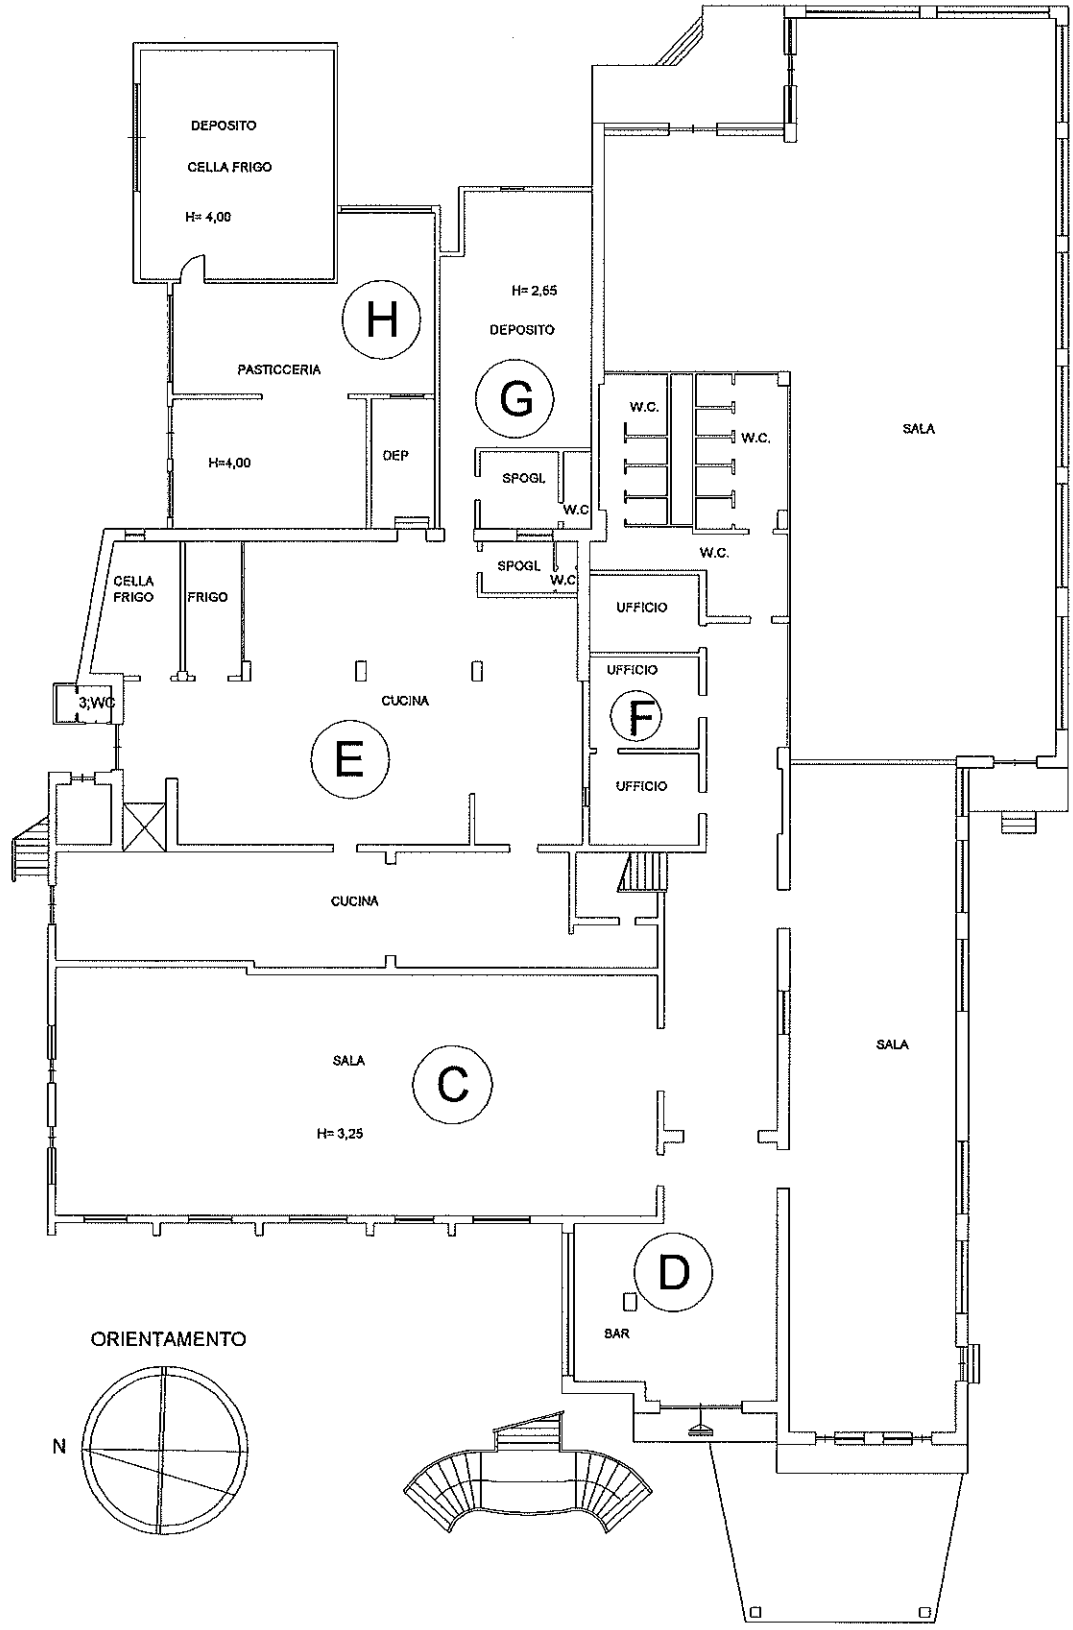 DEPOSITO
CELLA FRIGO
H= 4,00
H
PASTICCERIA
H=4,00
DEP
H= 2,65
DEPOSITO
G
SPOGL
W.C
W.C.
W.C.
SALA
SPOGL
W.C
W.C.
CELLA
FRIGO
FRIGO
UFFICIO
UFFICIO
F
UFFICIO
3;WC
CUCINA
E
CUCINA
SALA
C
H= 3,25
SALA
D
BAR
ORIENTAMENTO
N